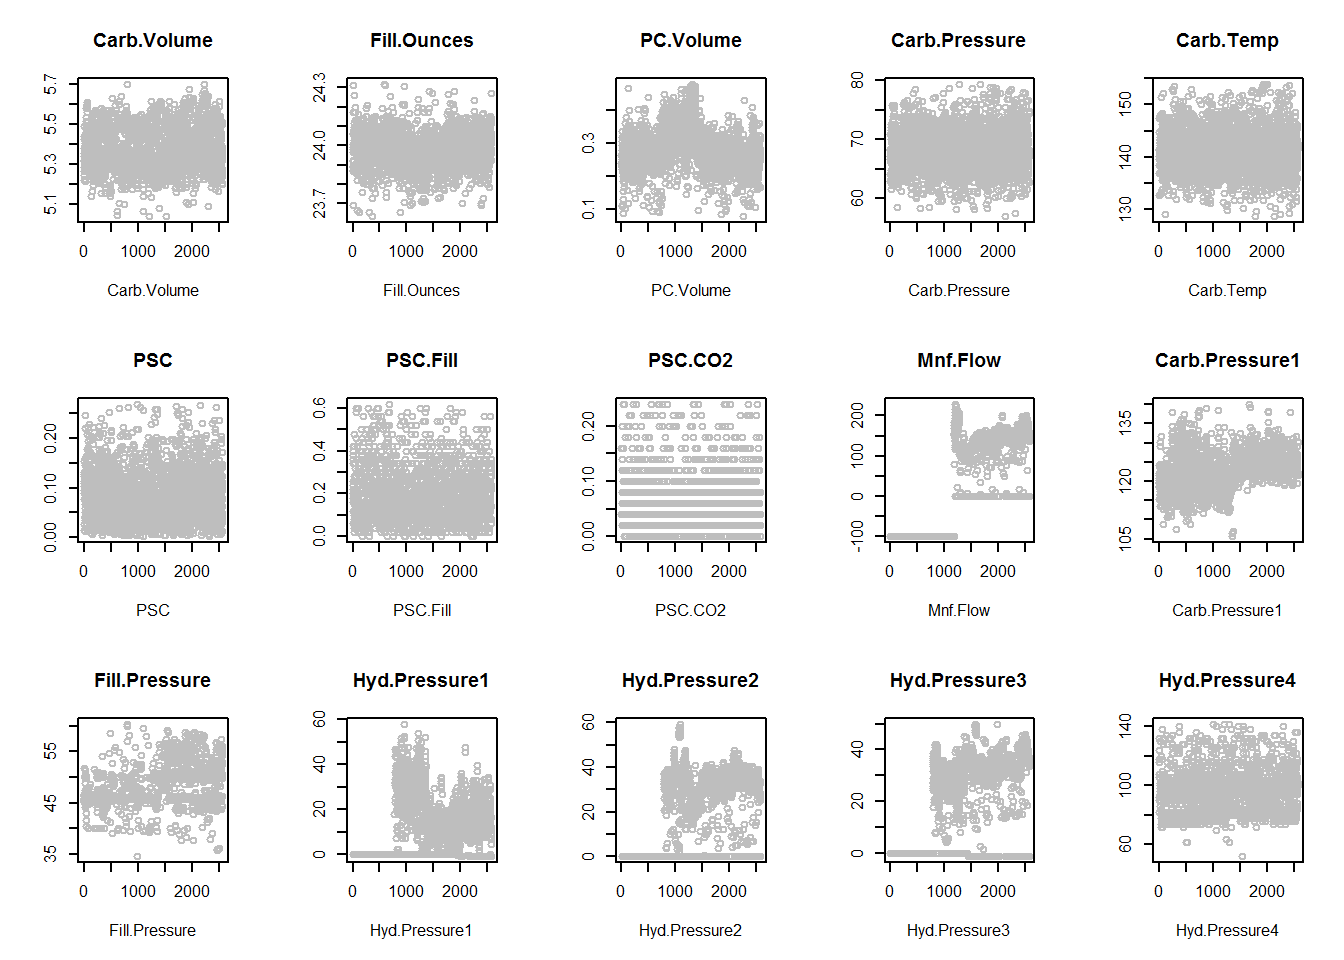 Carb.Volume
5.1 5.3 5.5 5.7
0 1000 2000
Carb.Volume
Fill.Ounces
23.7 24.0 24.3
0 1000 2000
Fill.Ounces
PC.Volume
0.1 0.3
0 1000 2000
PC.Volume
Carb.Pressure
60 70 80
0 1000 2000
Carb.Pressure
Carb.Temp
130 140 150
0 1000 2000
Carb.Temp
PSC
0.00 0.10 0.20
0 1000 2000
PSC
PSC.Fill
0.0 0.2 0.4 0.6
0 1000 2000
PSC.Fill
PSC.CO2
0.00 0.10 0.20
0 1000 2000
PSC.CO2
Mnf.Flow
-100 0 100 200
0 1000 2000
Mnf.Flow
Carb.Pressure1
105 120 135
0 1000 2000
Carb.Pressure1
Fill.Pressure
35 45 55
0 1000 2000
Fill.Pressure
Hyd.Pressure1
0 20 40 60
0 1000 2000
Hyd.Pressure1
Hyd.Pressure2
0 20 40 60
0 1000 2000
Hyd.Pressure2
Hyd.Pressure3
0 20 40
0 1000 2000
Hyd.Pressure3
Hyd.Pressure4
60 100 140
0 1000 2000
Hyd.Pressure4